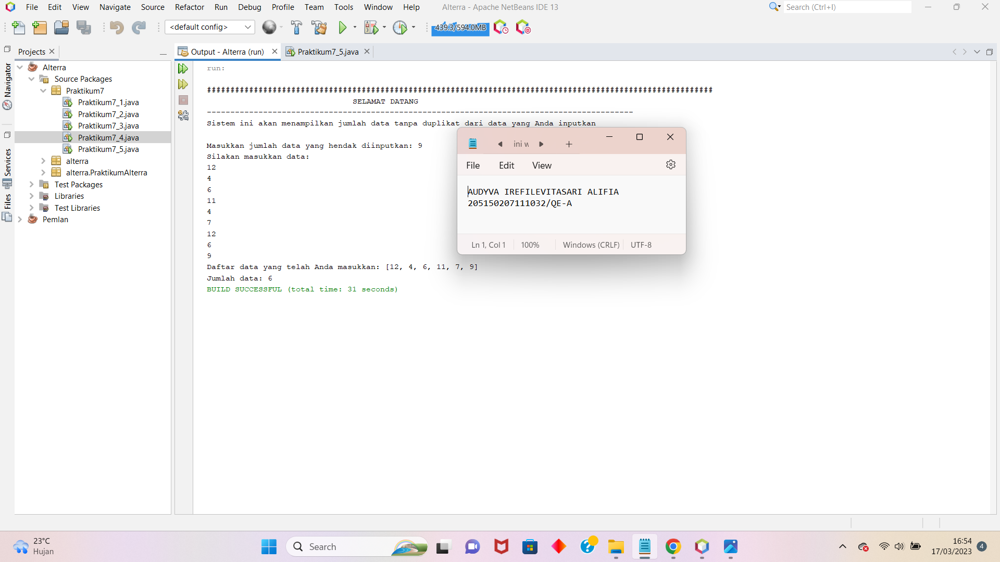 File Edit View Navigate Source Refactor Run Debug Profile Team Tools Window Help
Alterra - Apache NetBeans IDE 13
Search (Ctrl+I)
<default config>
439.3/594.0MB
Projects
Output - Alterra (run)
Praktikum7_5.java
Navigator
Services
Files
Alterra
Source Packages
Praktikum7
Praktikum7_1.java
Praktikum7_2.java
Praktikum7_3.java
Praktikum7_4.java
Praktikum7_5.java
alterra
alterra.PraktikumAlterra
Test Packages
Libraries
Test Libraries
Pemlan
run:
############################################################################################################
SELAMAT DATANG
-------------------------------------------------------------------------------------------
Sistem ini akan menampilkan jumlah data tanpa duplikat dari data yang Anda inputkan
Masukkan jumlah data yang hendak diinputkan: 9
Silakan masukkan data:
12
4
6
11
4
7
12
6
9
Daftar data yang telah Anda masukkan: [12, 4, 6, 11, 7, 9]
Jumlah data: 6
BUILD SUCCESSFUL (total time: 31 seconds)
ini w
File Edit View
AUDYVA IREFILEVITASARI ALIFIA
205150207111032/QE-A
Ln 1, Col 1 100% Windows (CRLF) UTF-8
23°C
Hujan
Search
16:54
17/03/2023
4